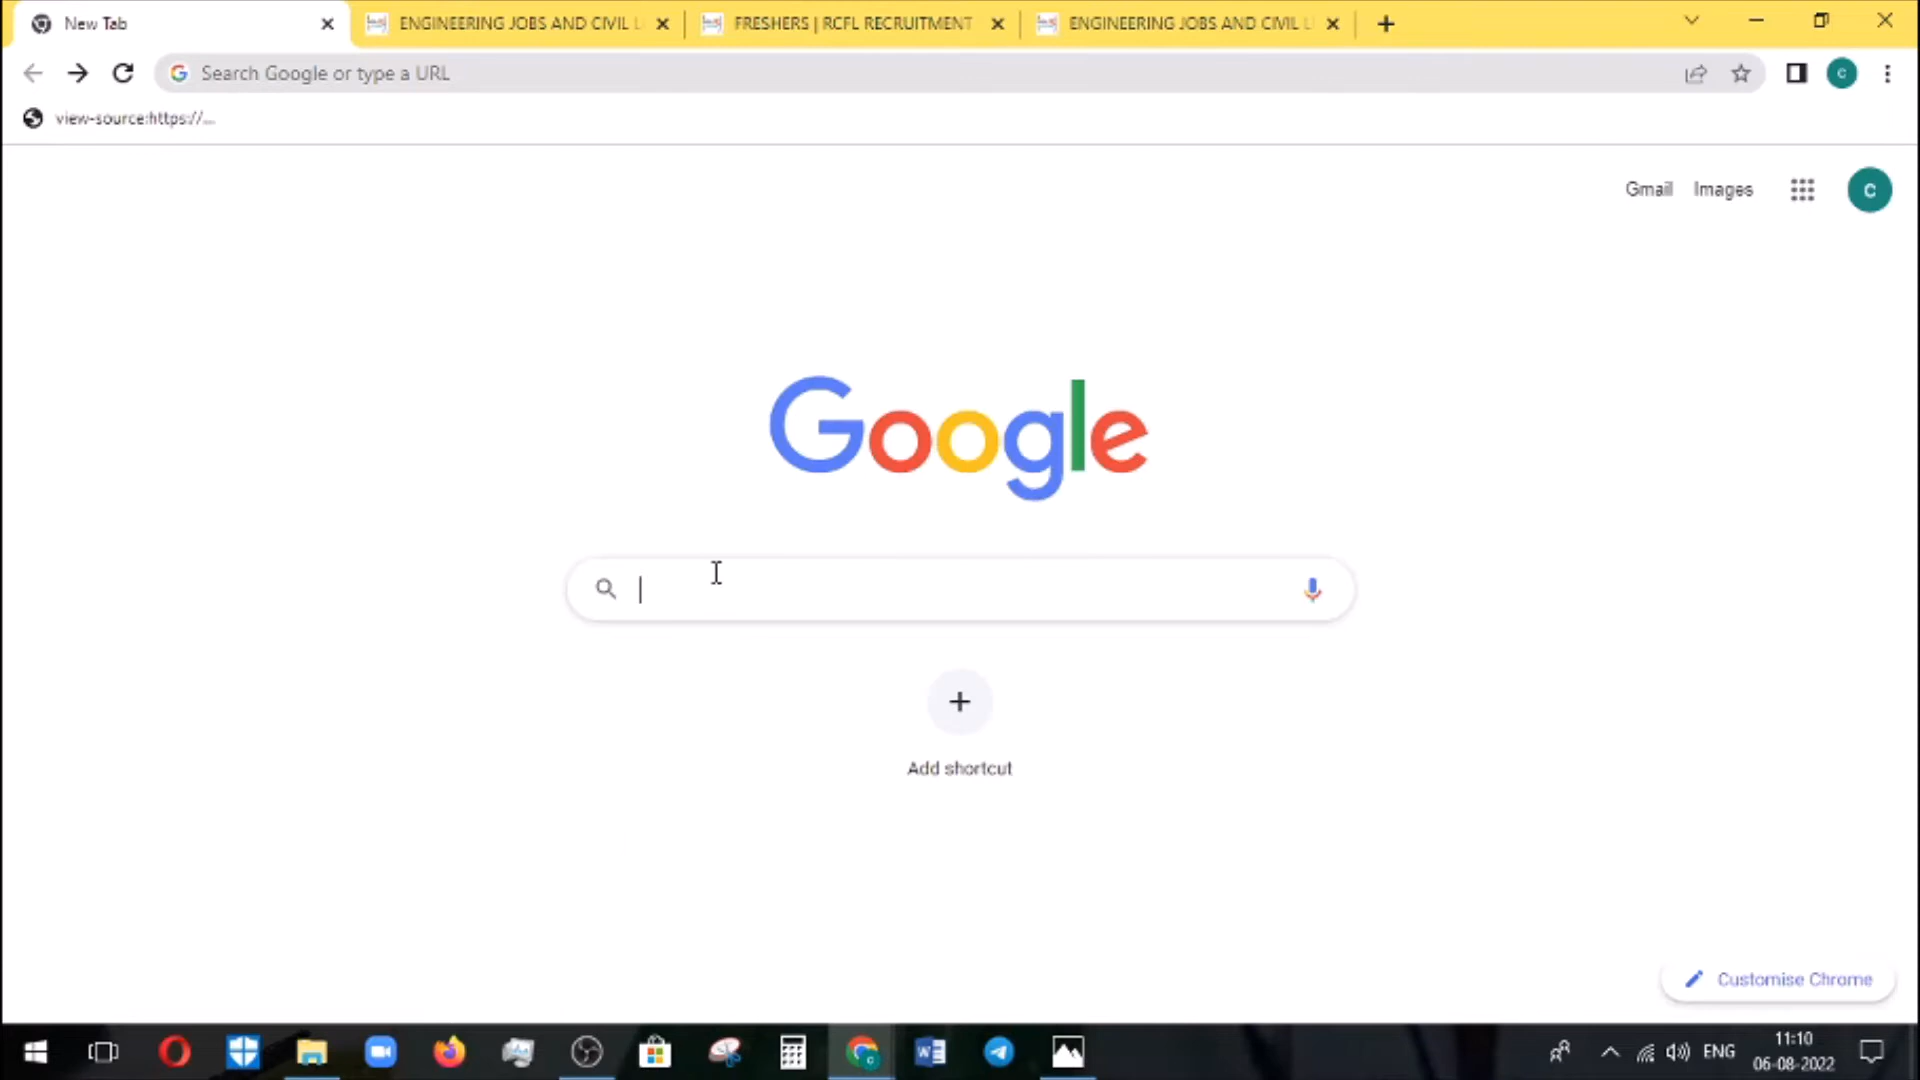 New Tab
ENGINEERING JOBS AND CIVIL
FRESHERS | RCFL RECRUITMENT
ENGINEERING JOBS AND CIVIL
Search Google or type a URL
C
view-source:https://...
Gmail
Images
C
Google
Add shortcut
Customise Chrome
ENG
11:10
06-08-2022